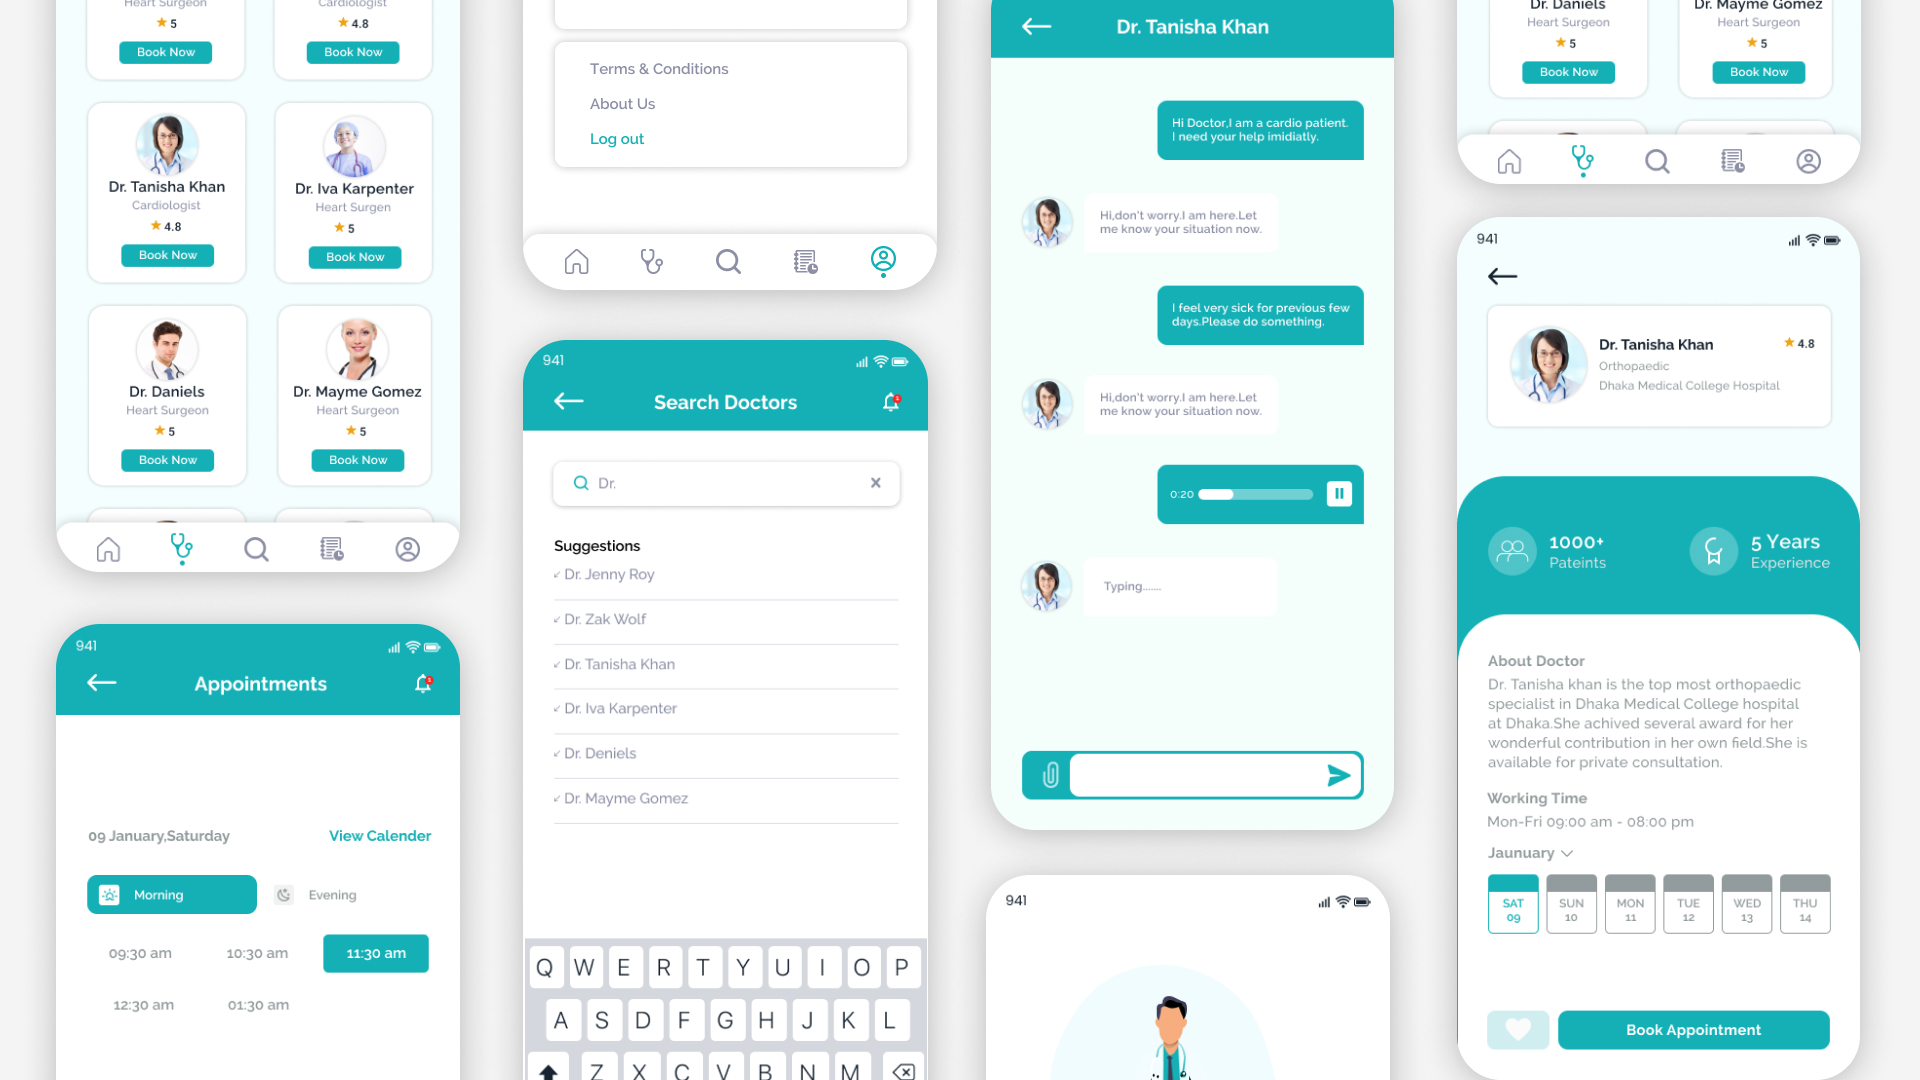 Heart Surgeon
5
Book Now
Cardiologist
4.8
Book Now
Dr. Tanisha Khan
Cardiologist
4.8
Book Now
Dr. Iva Karpenter
Heart Surgen
5
Book Now
Dr. Daniels
Heart Surgeon
5
Book Now
Dr. Mayme Gomez
Heart Surgeon
5
Book Now
941
Appointments
1
09 January,Saturday
View Calender
Morning
Evening
09:30 am
10:30 am
11:30 am
12:30 am
01:30 am
Terms & Conditions
About Us
Log out
941
Search Doctors
1
Dr.
X
Suggestions
Dr. Jenny Roy
Dr. Zak Wolf
Dr. Tanisha Khan
Dr. Iva Karpenter
Dr. Deniels
Dr. Mayme Gomez
Q W E R T Y U I O P
A S D F G H J K L
Z X C V B N M
Dr. Tanisha Khan
Hi Doctor,I am a cardio patient.
I need your help imidiatly.
Hi,don't worry.I am here.Let
me know your situation now.
I feel very sick for previous few
days.Please do something.
Hi,don't worry.I am here.Let
me know your situation now.
0:20
Typing.......
941
Dr. Daniels
Heart Surgeon
5
Book Now
Dr. Mayme Gomez
Heart Surgeon
5
Book Now
941
Dr. Tanisha Khan
4.8
Orthopaedic
Dhaka Medical College Hospital
1000+
Pateints
5 Years
Experience
About Doctor
Dr. Tanisha khan is the top most orthopaedic
specialist in Dhaka Medical College hospital
at Dhaka.She achived several award for her
wonderful contribution in her own field.She is
available for private consultation.
Working Time
Mon-Fri 09:00 am - 08:00 pm
Jaunuary
SAT
09
SUN
10
MON
11
TUE
12
WED
13
THU
14
Book Appointment